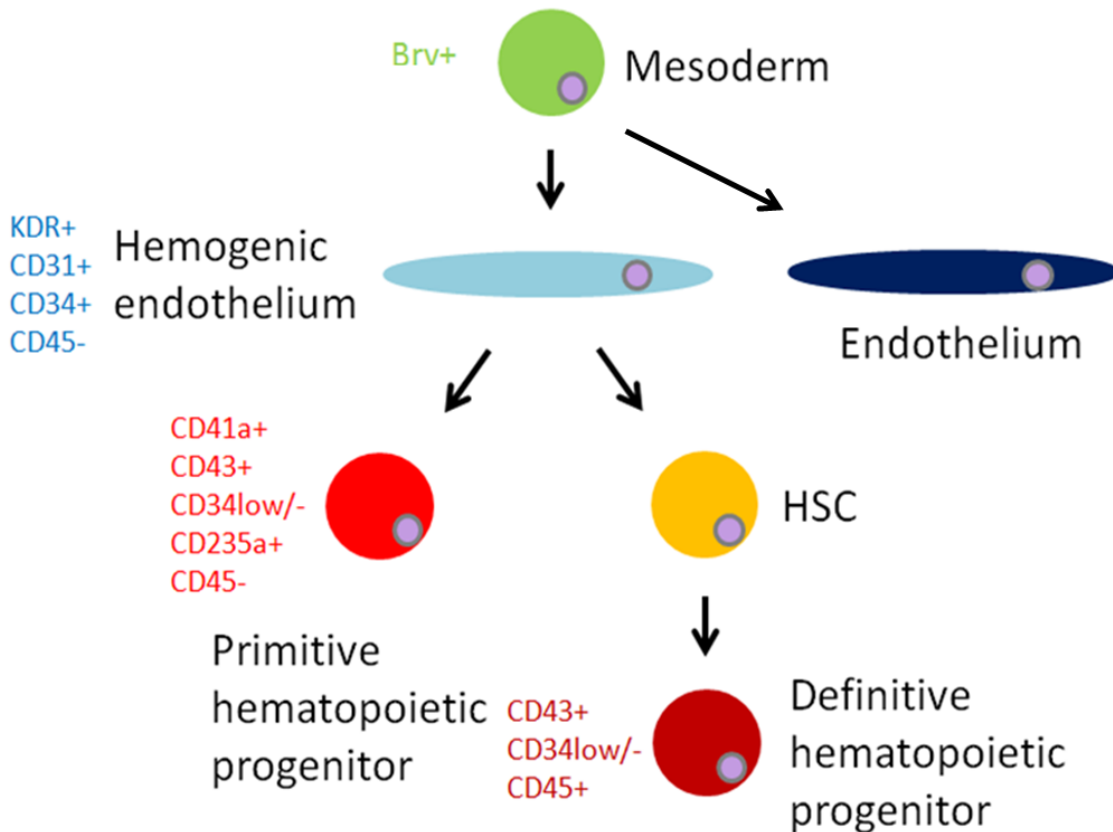 Brv+
Mesoderm
KDR+
CD31+
CD34+
CD45-
Hemogenic
endothelium
Endothelium
CD41a+
CD43+
CD34low/-
CD235a+
CD45-
HSC
Primitive
hematopoietic
progenitor
CD43+
CD34low/-
CD45+
Definitive
hematopoietic
progenitor